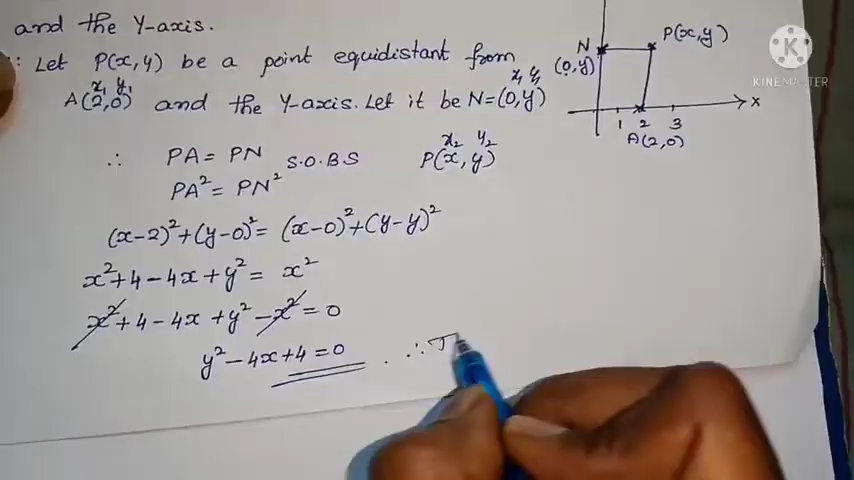 and the Y-axis.
: Let P(x,y) be a point equidistant from
x₁ y₁
A(2,0) and the Y-axis. Let it be N=(0,y)
x₁ y₁
∴ PA = PN S.O.B.S
PA² = PN²
x₂ y₂
P(x,y)
(x-2)²+(y-0)² = (x-0)²+(y-y)²
x²+4-4x+y² = x²
x²+4-4x+y²-x² = 0
y²-4x+4=0 . ∴ T
N
(0,y)
P(x,y)
X
1 2 3
A(2,0)
K
KINEMASTER